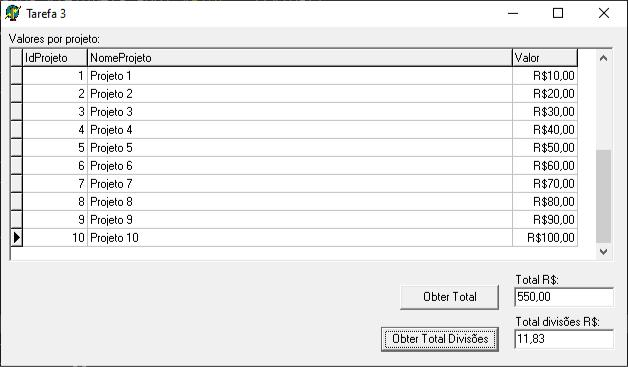 Tarefa 3
Valores por projeto:
IdProjeto NomeProjeto Valor
1 Projeto 1 R$10,00
2 Projeto 2 R$20,00
3 Projeto 3 R$30,00
4 Projeto 4 R$40,00
5 Projeto 5 R$50,00
6 Projeto 6 R$60,00
7 Projeto 7 R$70,00
8 Projeto 8 R$80,00
9 Projeto 9 R$90,00
10 Projeto 10 R$100,00
Total R$:
Obter Total 550,00
Total divisões R$:
Obter Total Divisões 11,83